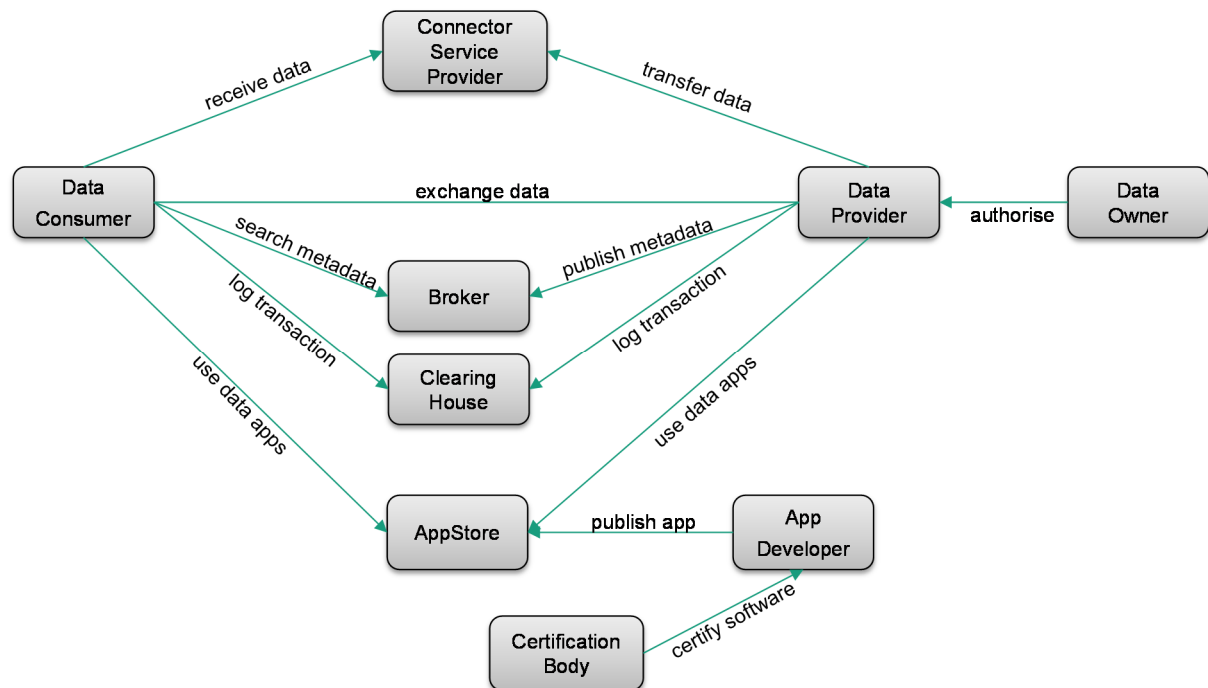 Connector
Service
Provider
receive data
transfer data
Data
Consumer
exchange data
Data
Provider
authorise
Data
Owner
search metadata
publish metadata
Broker
log transaction
log transaction
Clearing
House
use data apps
use data apps
AppStore
publish app
App
Developer
certify software
Certification
Body